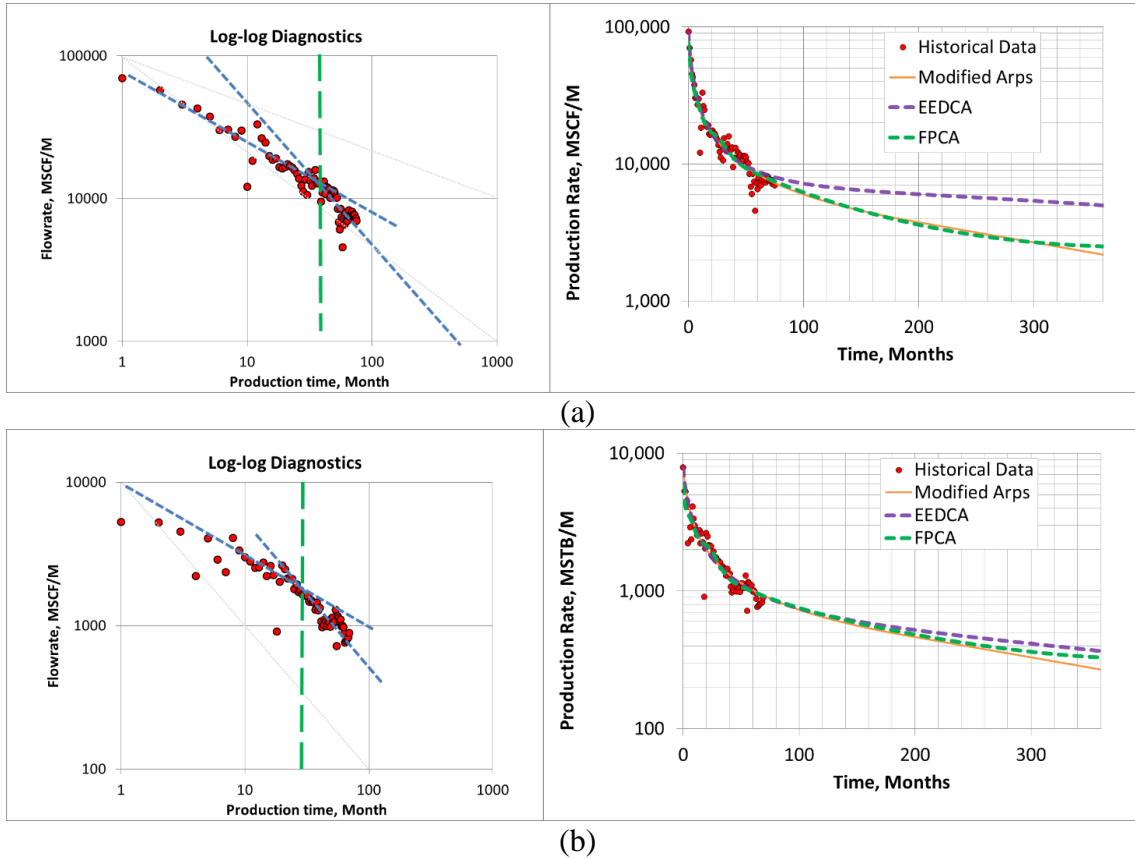 Log-log Diagnostics
100000
10000
1000
1
10
100
1000
Flowrate, MSCF/M
Production time, Month
100,000
10,000
1,000
0
100
200
300
Production Rate, MSCF/M
Time, Months
Historical Data
Modified Arps
EEDCA
FPCA
(a)
Log-log Diagnostics
10000
1000
100
1
10
100
1000
Flowrate, MSCF/M
Production time, Month
10,000
1,000
100
0
100
200
300
Production Rate, MSTB/M
Time, Months
Historical Data
Modified Arps
EEDCA
FPCA
(b)